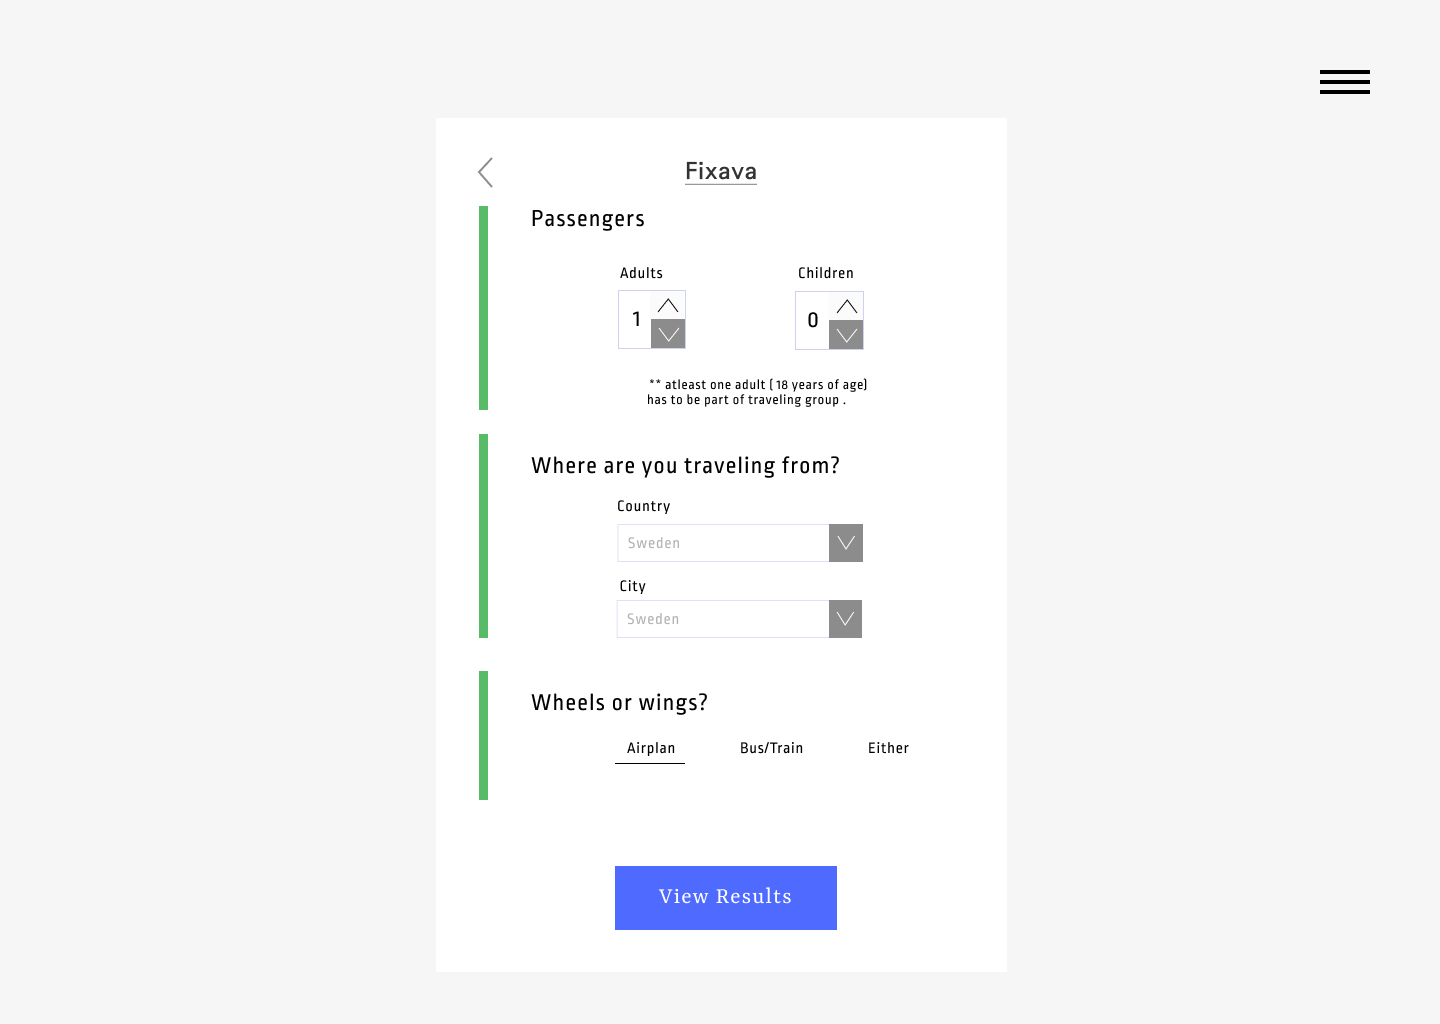 Fixava
Passengers
Adults
Children
1
0
** atleast one adult ( 18 years of age)
has to be part of traveling group .
Where are you traveling from?
Country
Sweden
City
Sweden
Wheels or wings?
Airplan
Bus/Train
Either
View Results